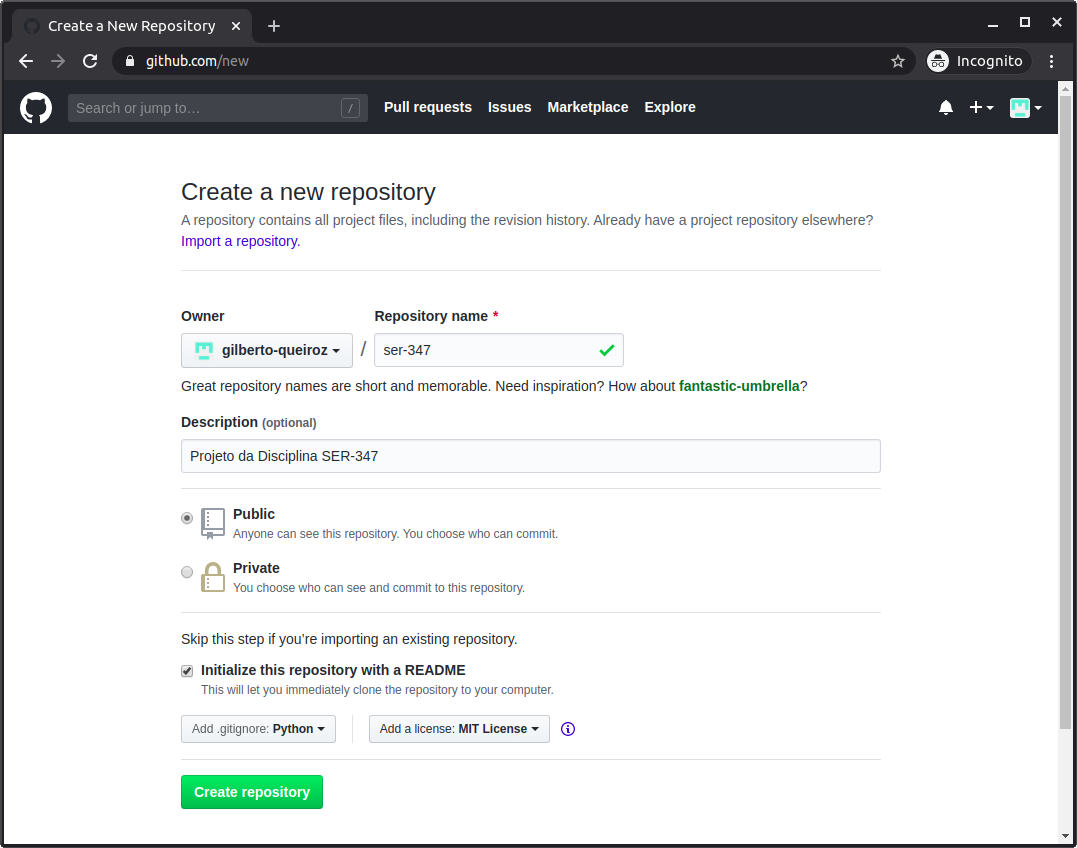 Create a New Repository
github.com/new
Incognito
Search or jump to…
/
Pull requests Issues Marketplace Explore
Create a new repository
A repository contains all project files, including the revision history. Already have a project repository elsewhere?
Import a repository.
Owner Repository name *
gilberto-queiroz / ser-347
Great repository names are short and memorable. Need inspiration? How about fantastic-umbrella?
Description (optional)
Projeto da Disciplina SER-347
Public
Anyone can see this repository. You choose who can commit.
Private
You choose who can see and commit to this repository.
Skip this step if you’re importing an existing repository.
Initialize this repository with a README
This will let you immediately clone the repository to your computer.
Add .gitignore: Python Add a license: MIT License
Create repository